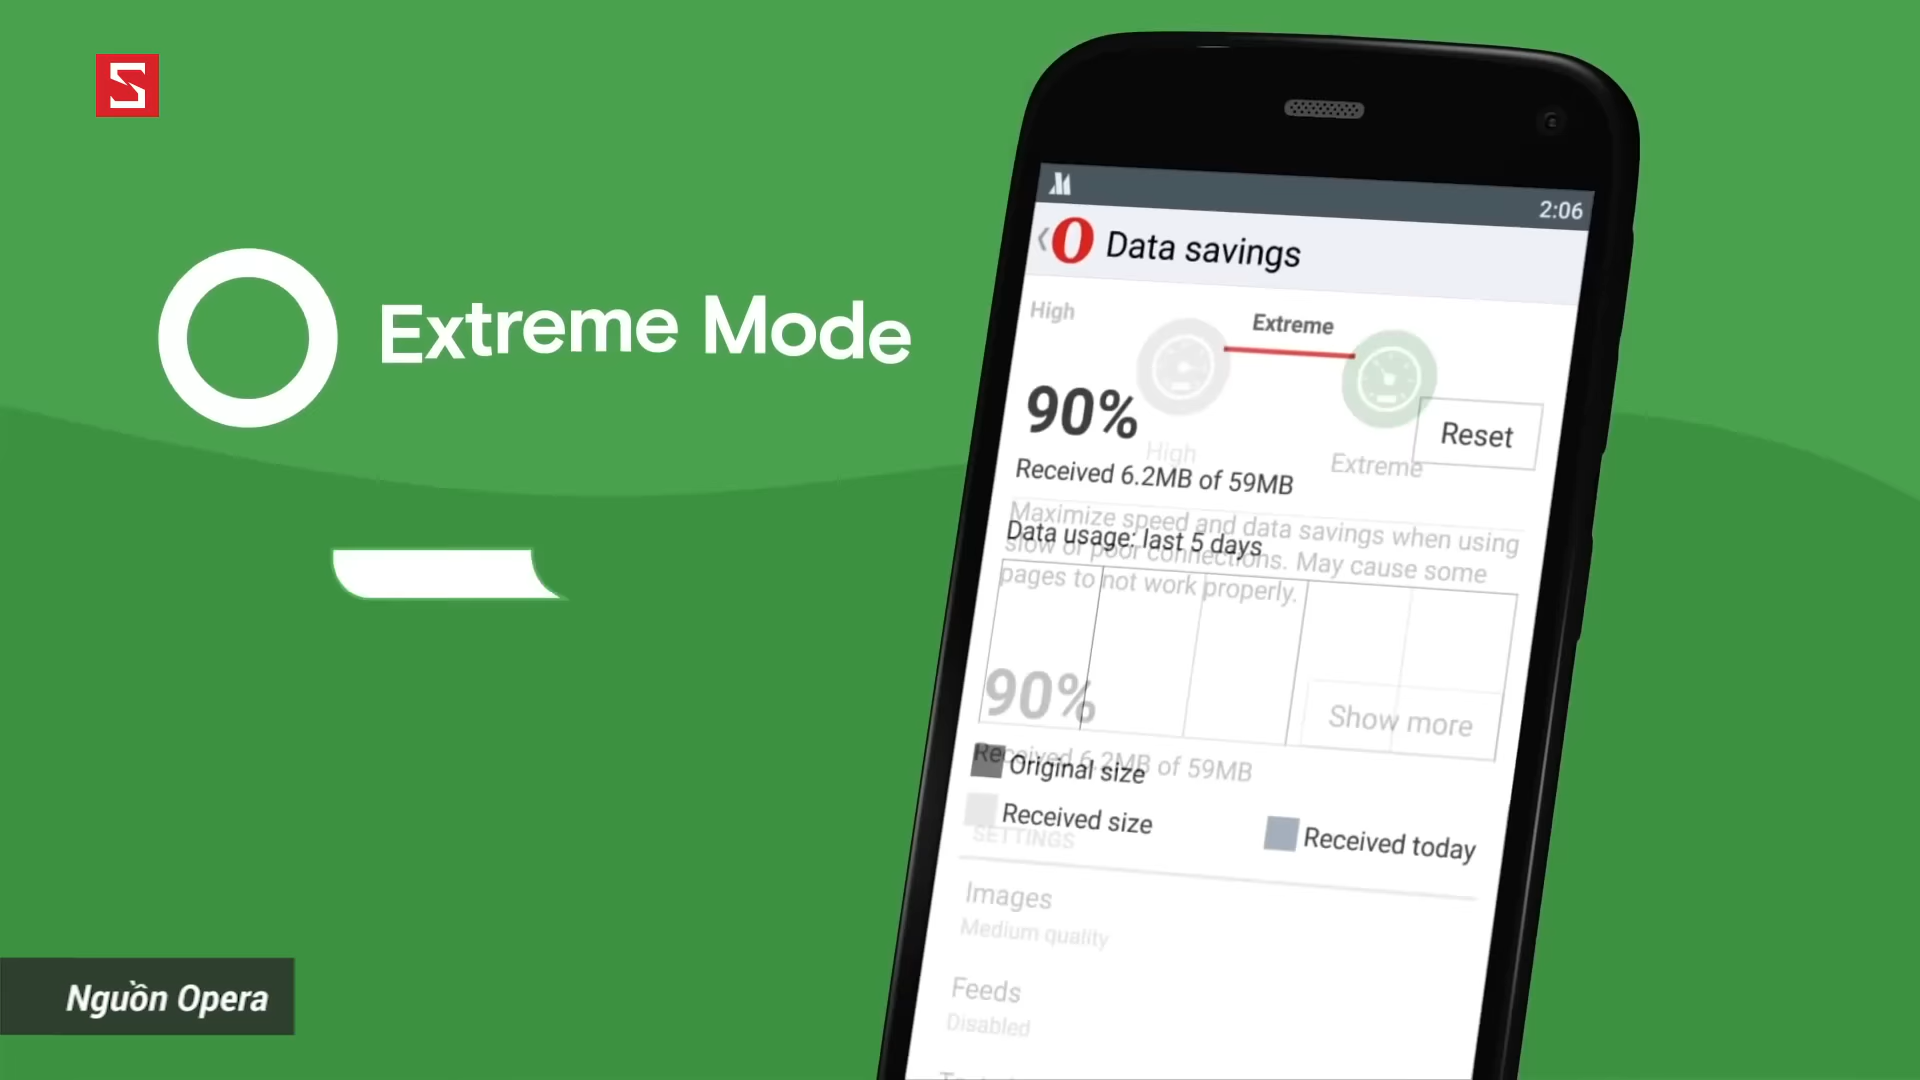 S
Extreme Mode
2:06
Data savings
High
Extreme
90%
Reset
High
Extreme
Received 6.2MB of 59MB
Maximize speed and data savings when using
Data usage: last 5 days
slow or poor connections. May cause some
pages to not work properly.
90%
Show more
Received 6.2MB of 59MB
Original size
Received size
Received today
SETTINGS
Images
Medium quality
Feeds
Disabled
Nguồn Opera